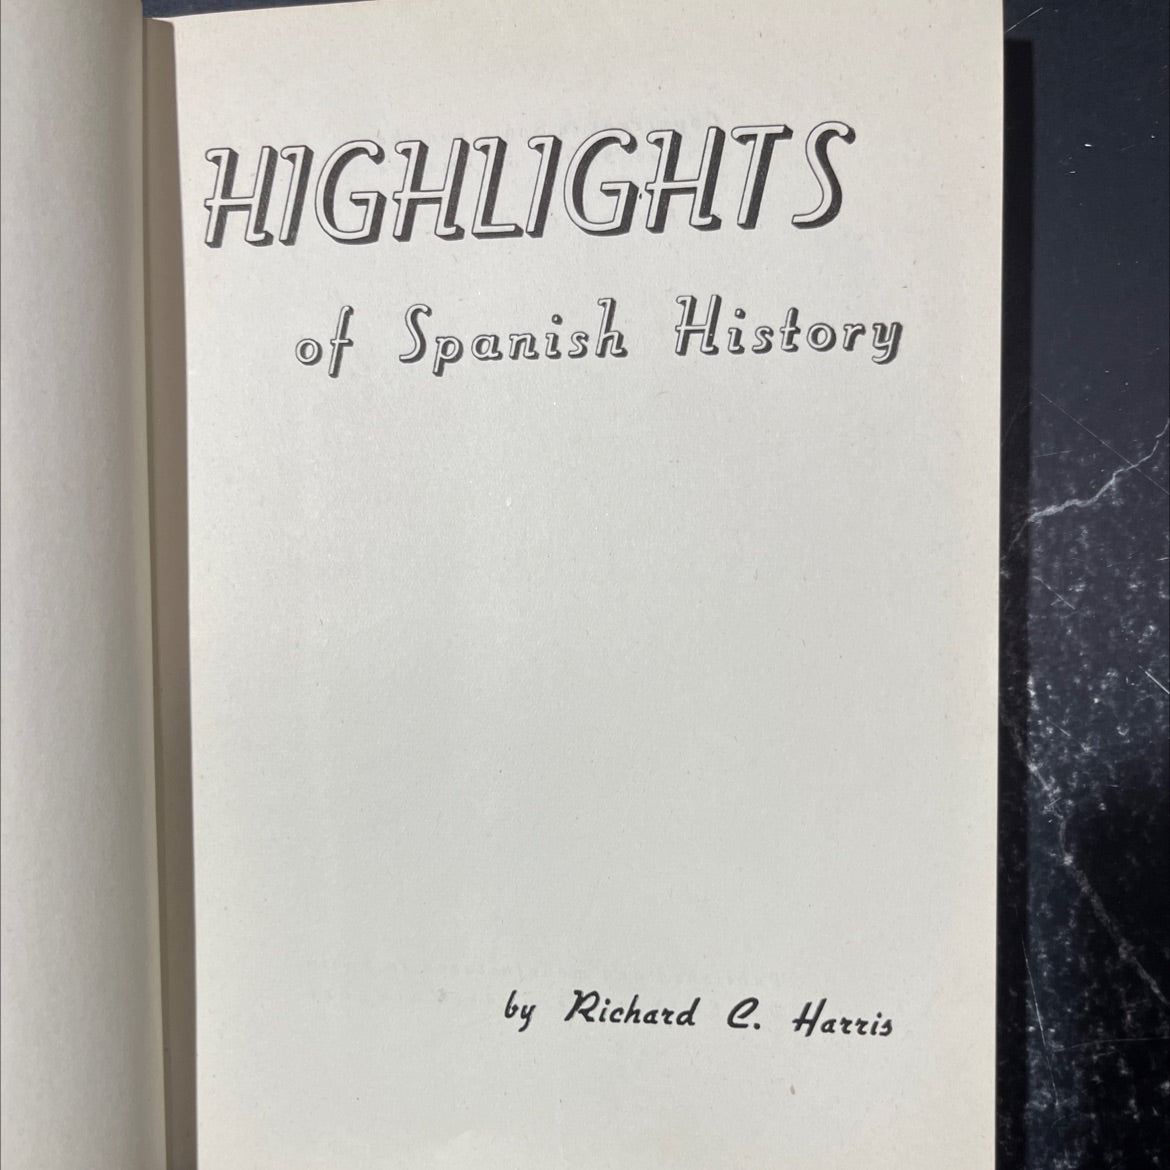 HIGHLIGHTS
of Spanish History
by Richard C. Harris